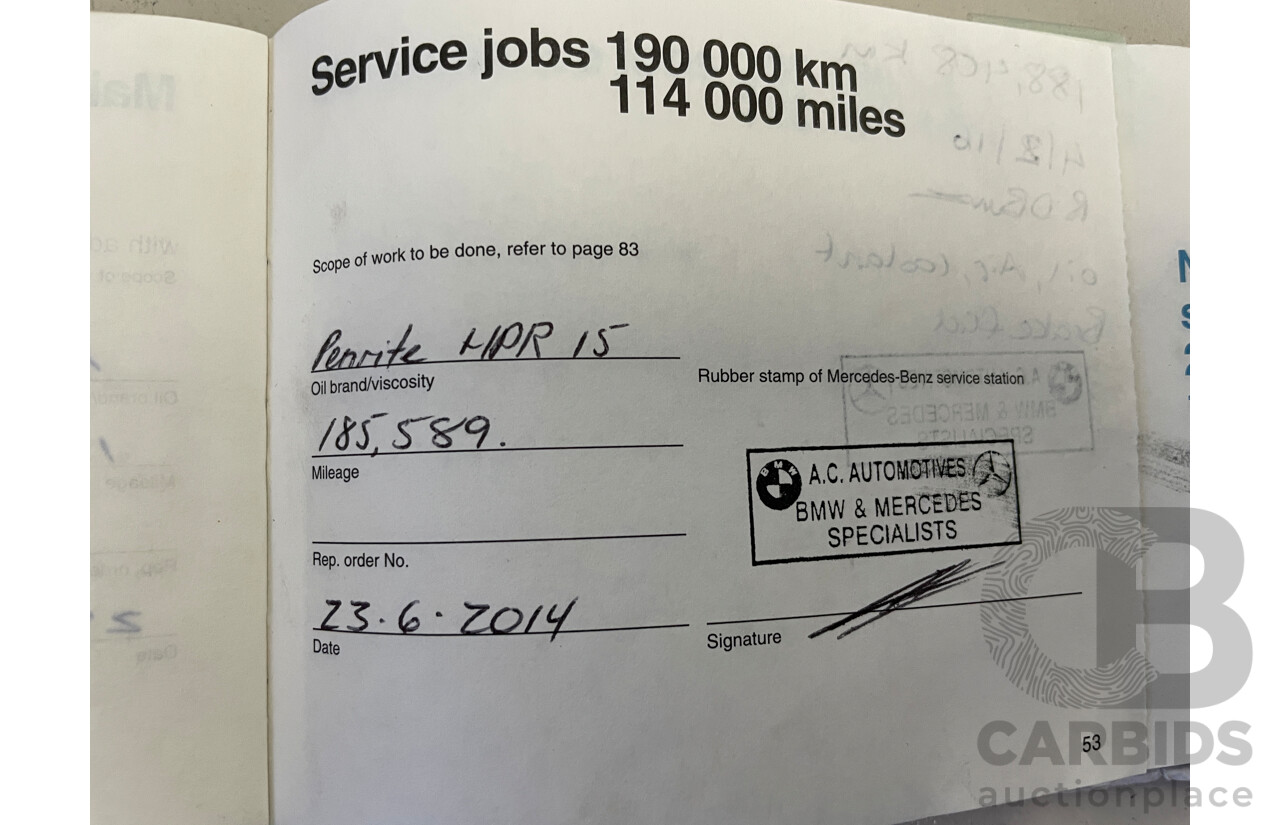 Service jobs 190 000 km
114 000 miles
Scope of work to be done, refer to page 83
Penrite HPR 15
Oil brand/viscosity
185,589.
Mileage
Rep. order No.
23.6.2014
Date
Rubber stamp of Mercedes-Benz service station
BMW
A.C. AUTOMOTIVES
BMW & MERCEDES
SPECIALISTS
Signature
53
CB
CARBIDS
auctionplace